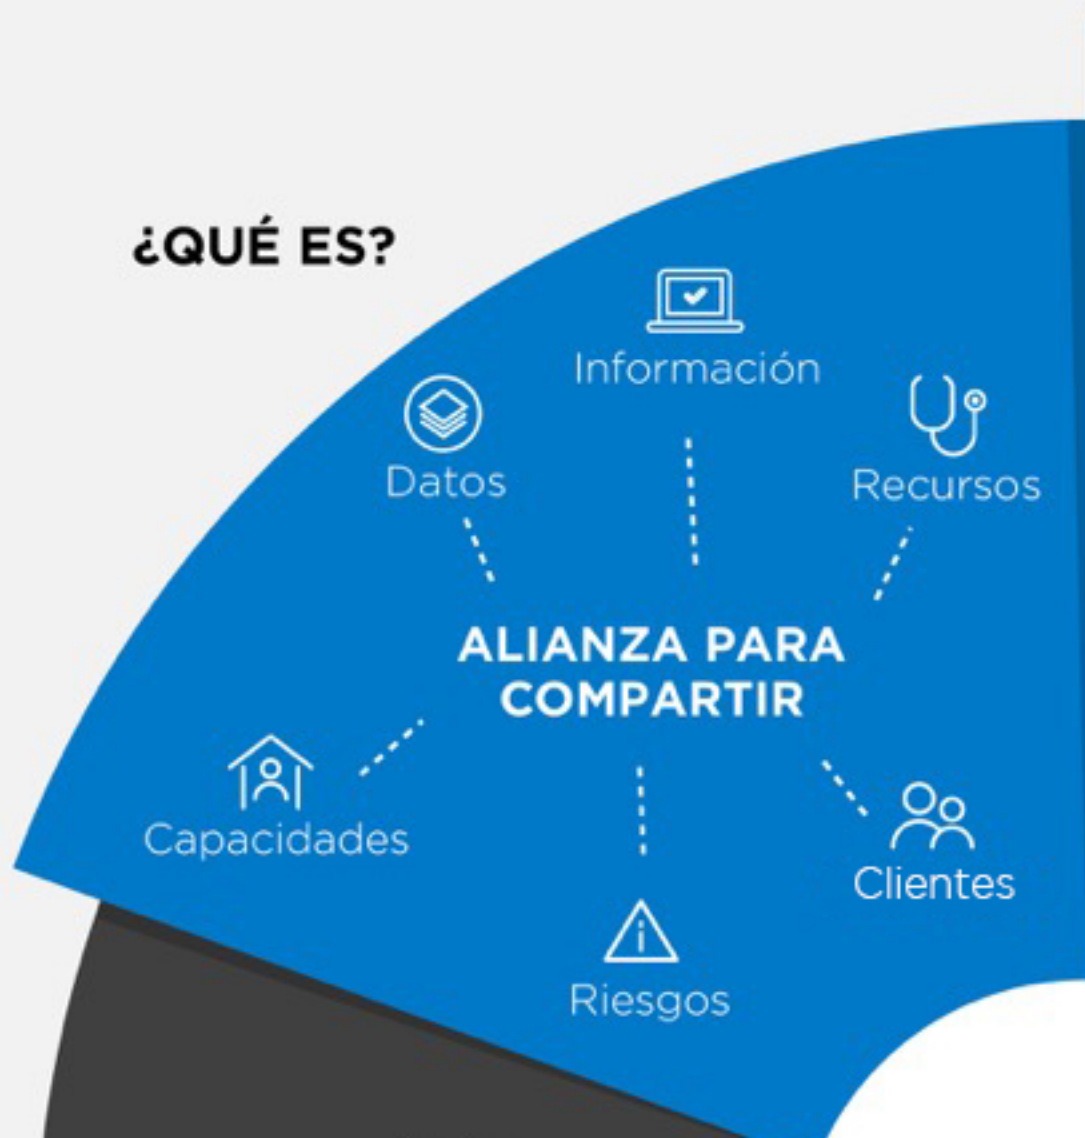 ¿QUÉ ES?
Información
Datos
Recursos
ALIANZA PARA
COMPARTIR
Capacidades
Clientes
Riesgos